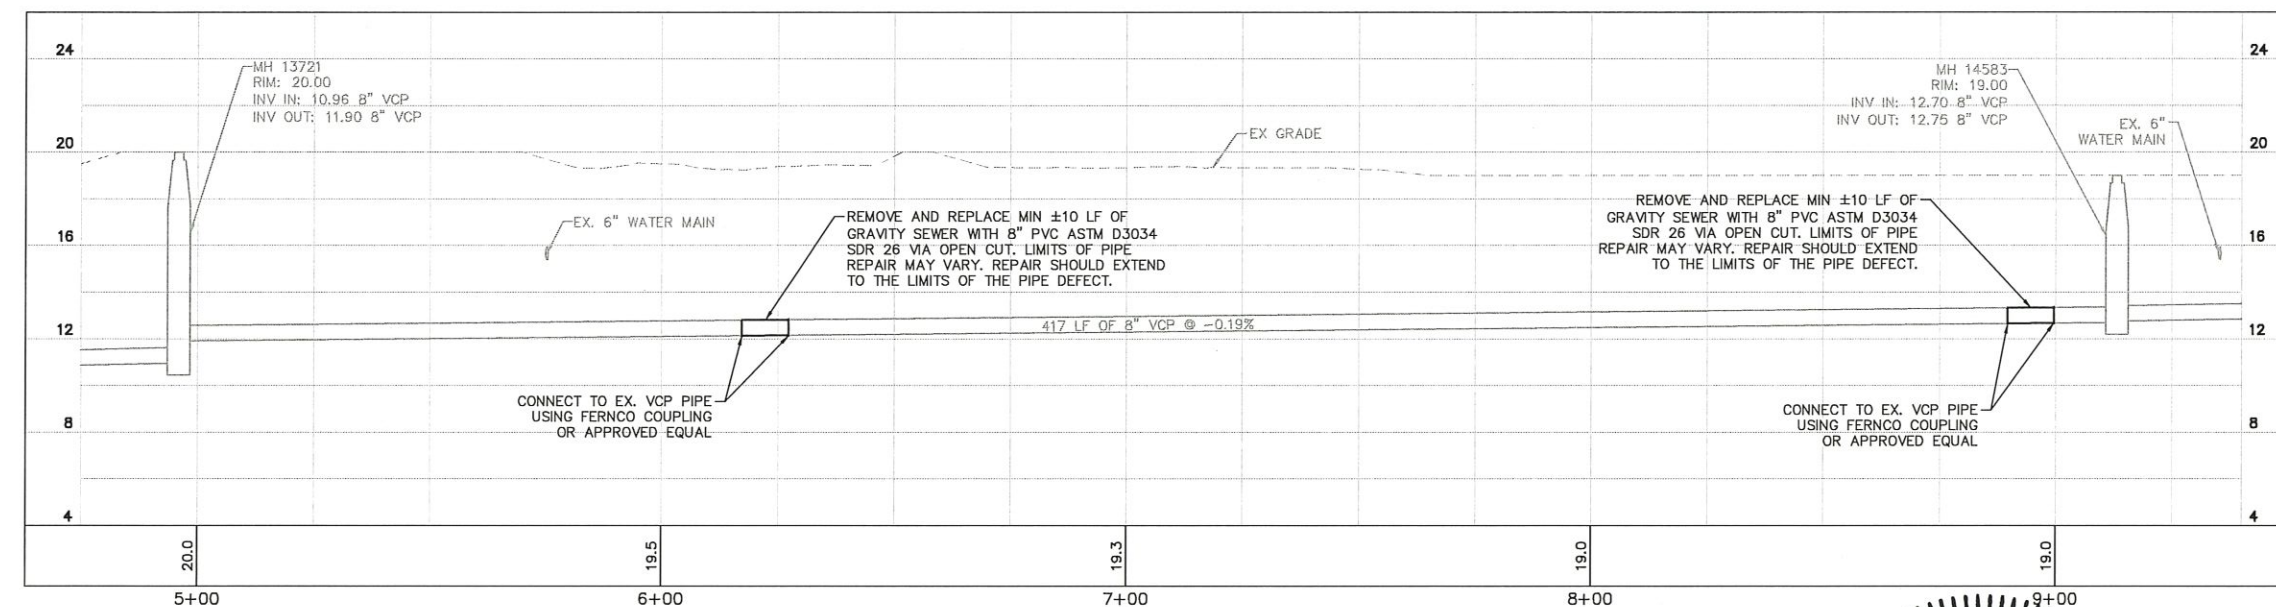 24
24
MH 13721
RIM: 20.00
INV IN: 10.96 8" VCP
INV OUT: 11.90 8" VCP
MH 14583
RIM: 19.00
INV IN: 12.70 8" VCP
INV OUT: 12.75 8" VCP
EX. 6"
WATER MAIN
EX GRADE
20
20
EX. 6" WATER MAIN
REMOVE AND REPLACE MIN ±10 LF OF
GRAVITY SEWER WITH 8" PVC ASTM D3034
SDR 26 VIA OPEN CUT. LIMITS OF PIPE
REPAIR MAY VARY. REPAIR SHOULD EXTEND
TO THE LIMITS OF THE PIPE DEFECT.
REMOVE AND REPLACE MIN ±10 LF OF
GRAVITY SEWER WITH 8" PVC ASTM D3034
SDR 26 VIA OPEN CUT. LIMITS OF PIPE
REPAIR MAY VARY. REPAIR SHOULD EXTEND
TO THE LIMITS OF THE PIPE DEFECT.
16
16
12
417 LF OF 8" VCP @ -0.19%
12
CONNECT TO EX. VCP PIPE
USING FERNCO COUPLING
OR APPROVED EQUAL
CONNECT TO EX. VCP PIPE
USING FERNCO COUPLING
OR APPROVED EQUAL
8
8
4
4
20.0
19.5
19.3
19.0
19.0
5+00
6+00
7+00
8+00
9+00